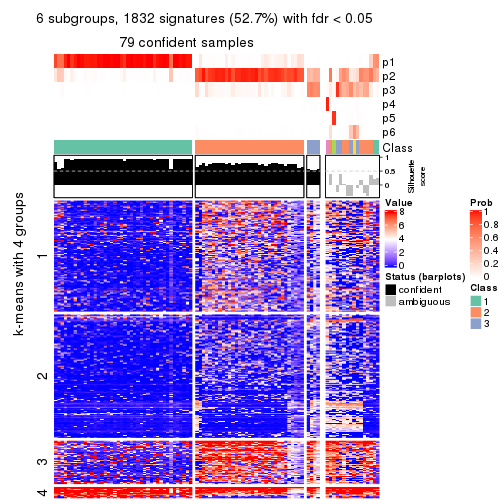 6 subgroups, 1832 signatures (52.7%) with fdr < 0.05
79 confident samples
p1
p2
p3
p4
p5
p6
Class
1
0.5
0
Silhouette
score
k-means with 4 groups
1
2
3
4
Value
8
6
4
2
0
Status (barplots)
confident
ambiguous
Prob
1
0.8
0.6
0.4
0.2
0
Class
1
2
3